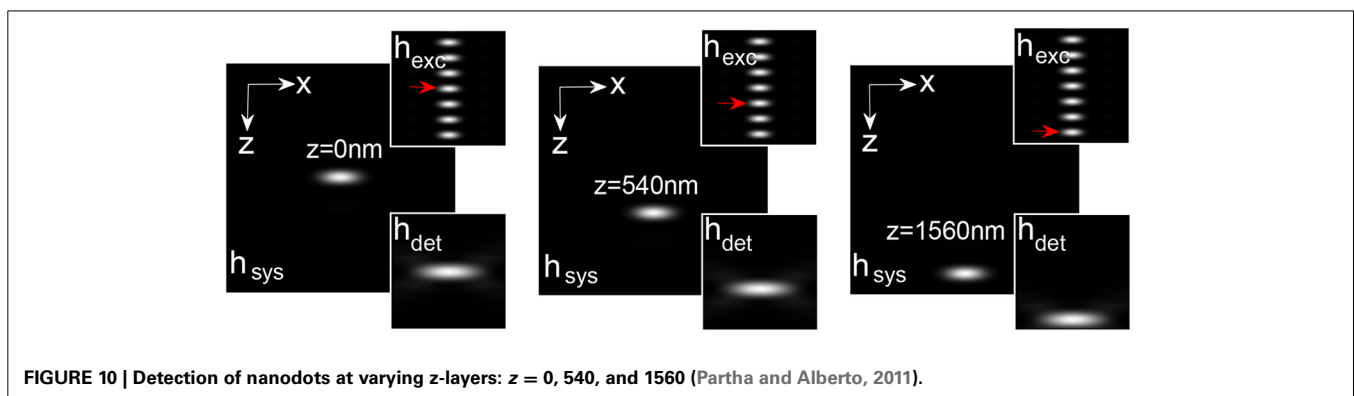 h_exc
x
z
z=0nm
h_det
h_sys
h_exc
x
z
z=540nm
h_det
h_sys
h_exc
x
z
z=1560nm
h_det
h_sys
FIGURE 10 | Detection of nanodots at varying z-layers: z = 0, 540, and 1560 (Partha and Alberto, 2011).